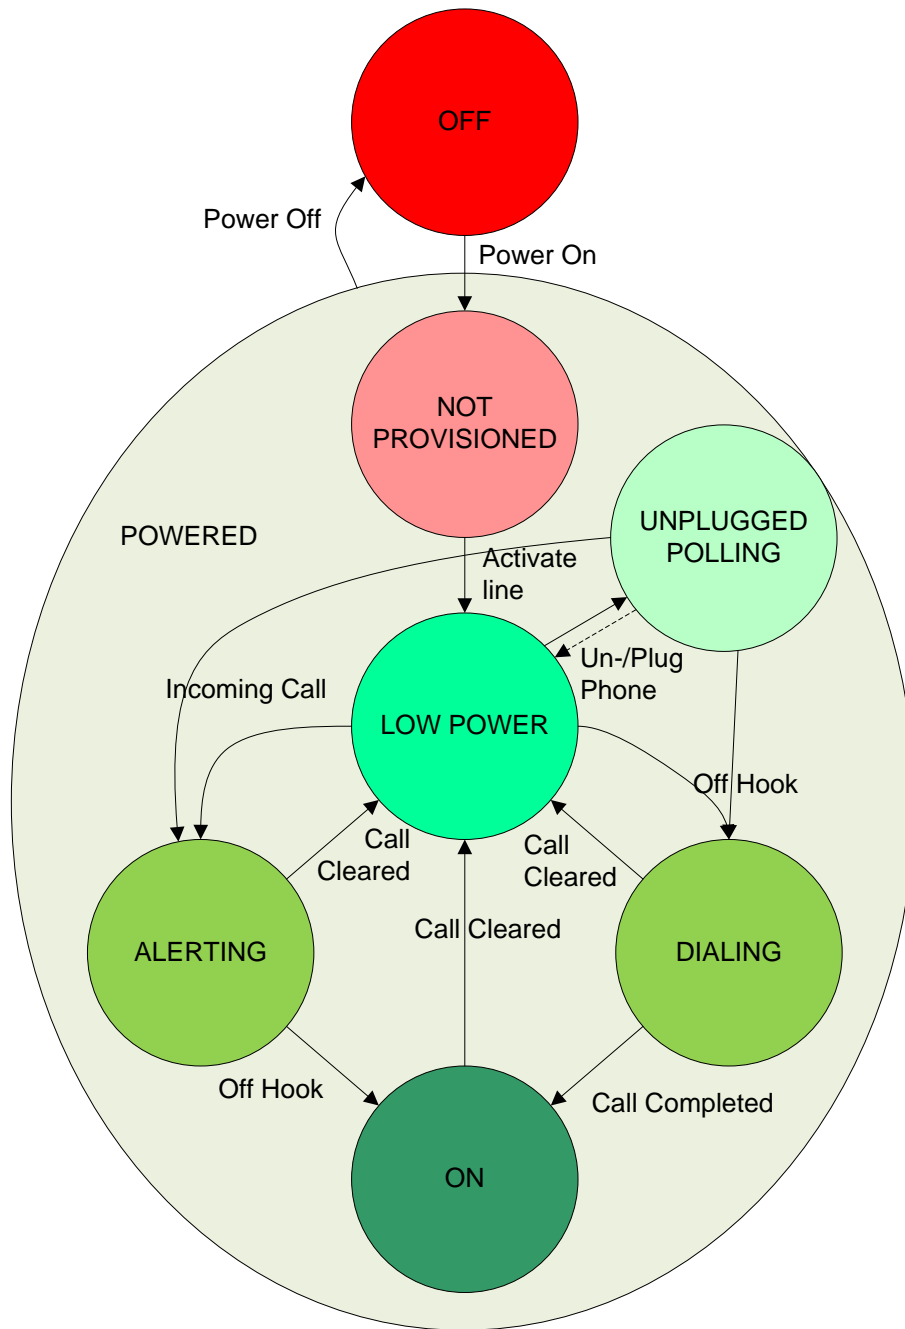 OFF
Power Off
Power On
NOT
PROVISIONED
UNPLUGGED
POLLING
POWERED
Activate
line
Un-/Plug
Phone
Incoming Call
LOW POWER
Off Hook
Call
Cleared
Call
Cleared
Call Cleared
ALERTING
DIALING
Off Hook
Call Completed
ON